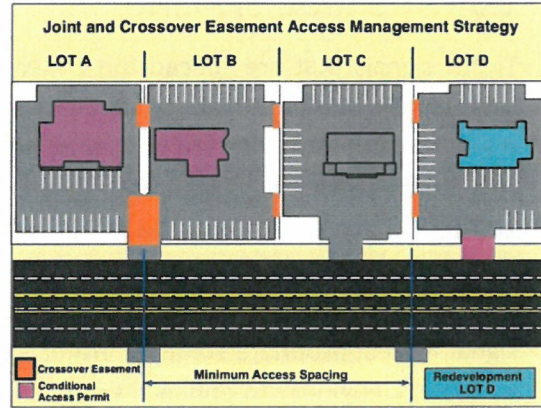 Joint and Crossover Easement Access Management Strategy
LOT A LOT B LOT C LOT D
Crossover Easement
Conditional
Access Permit
Minimum Access Spacing
Redevelopment
LOT D